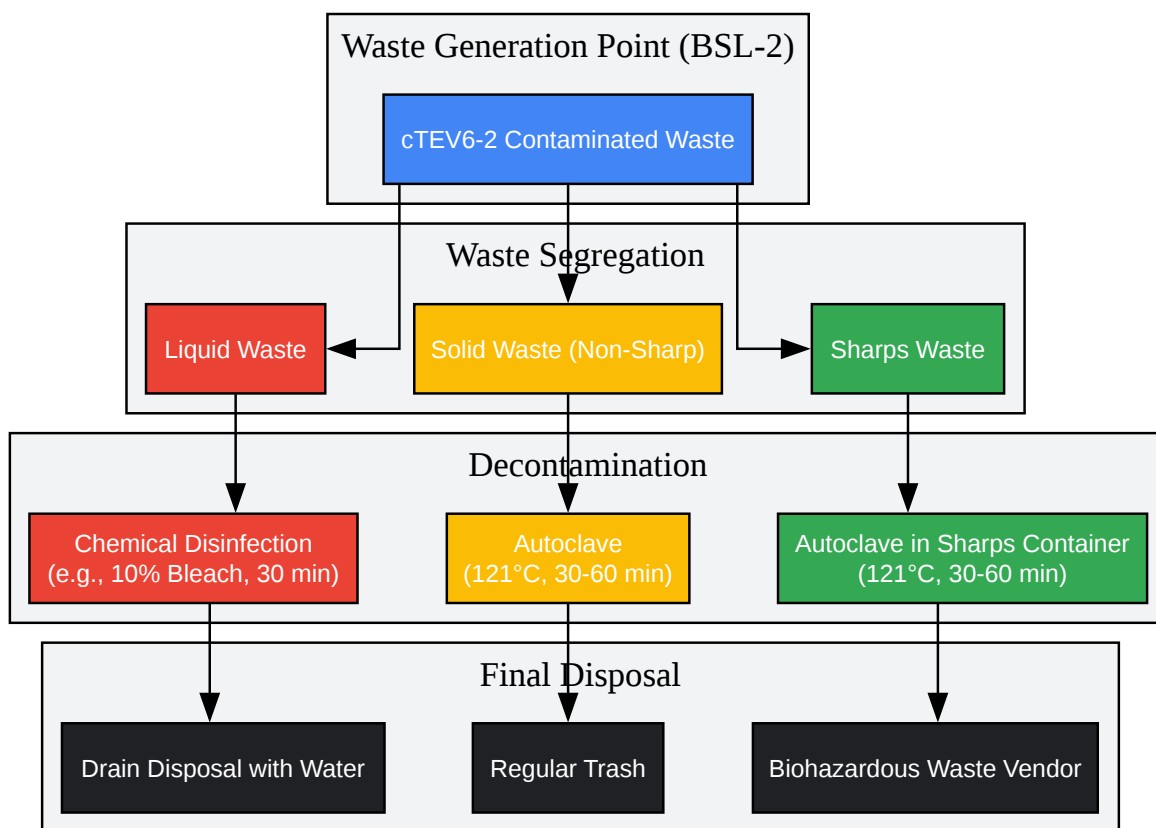 Waste Generation Point (BSL-2)
cTEV6-2 Contaminated Waste
Waste Segregation
Liquid Waste
Solid Waste (Non-Sharp)
Sharps Waste
Decontamination
Chemical Disinfection
(e.g., 10% Bleach, 30 min)
Autoclave
(121°C, 30-60 min)
Autoclave in Sharps Container
(121°C, 30-60 min)
Final Disposal
Drain Disposal with Water
Regular Trash
Biohazardous Waste Vendor